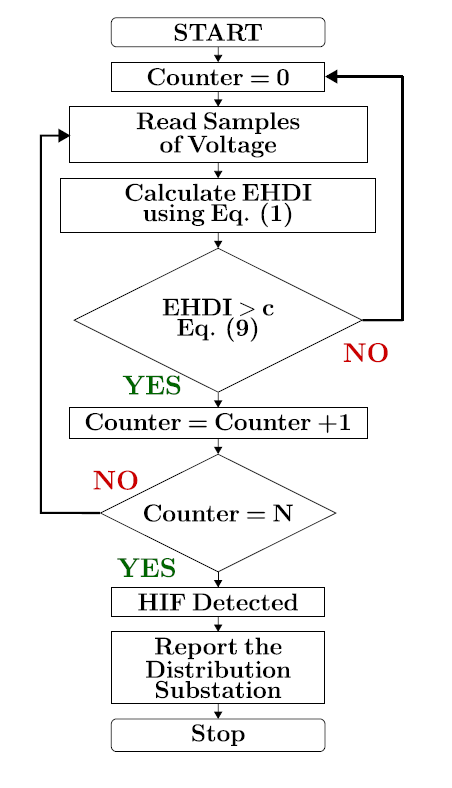 START
Counter = 0
Read Samples
of Voltage
Calculate EHDI
using Eq. (1)
EHDI > c
Eq. (9)
NO
YES
Counter = Counter +1
NO
Counter = N
YES
HIF Detected
Report the
Distribution
Substation
Stop